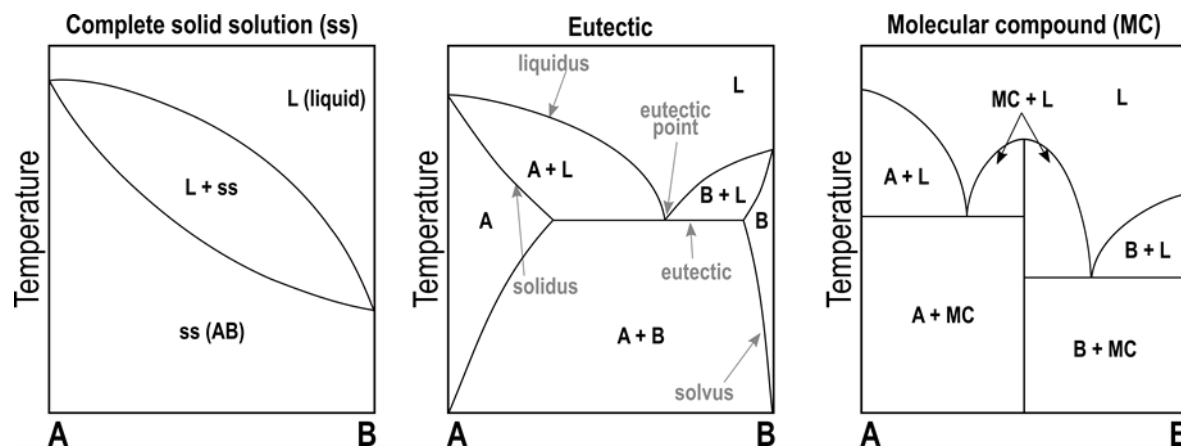 Complete solid solution (ss)
Temperature
L (liquid)
L + ss
ss (AB)
A
B
Eutectic
Temperature
liquidus
L
eutectic
point
A + L
B + L
A
B
solidus
eutectic
A + B
solvus
A
B
Molecular compound (MC)
Temperature
MC + L
L
A + L
B + L
A + MC
B + MC
A